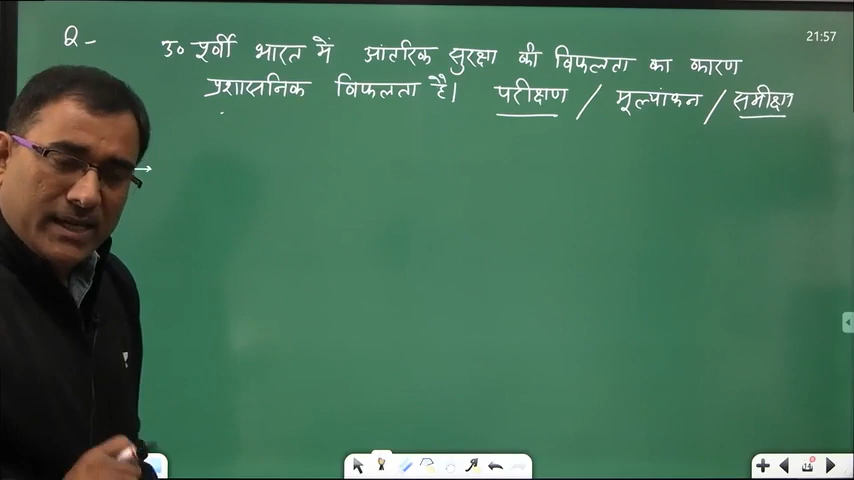 21:57
Q- उ० पूर्वी भारत में आंतरिक सुरक्षा की विफलता का कारण
प्रशासनिक विफलता है। परीक्षण / मूल्यांकन / समीक्षा